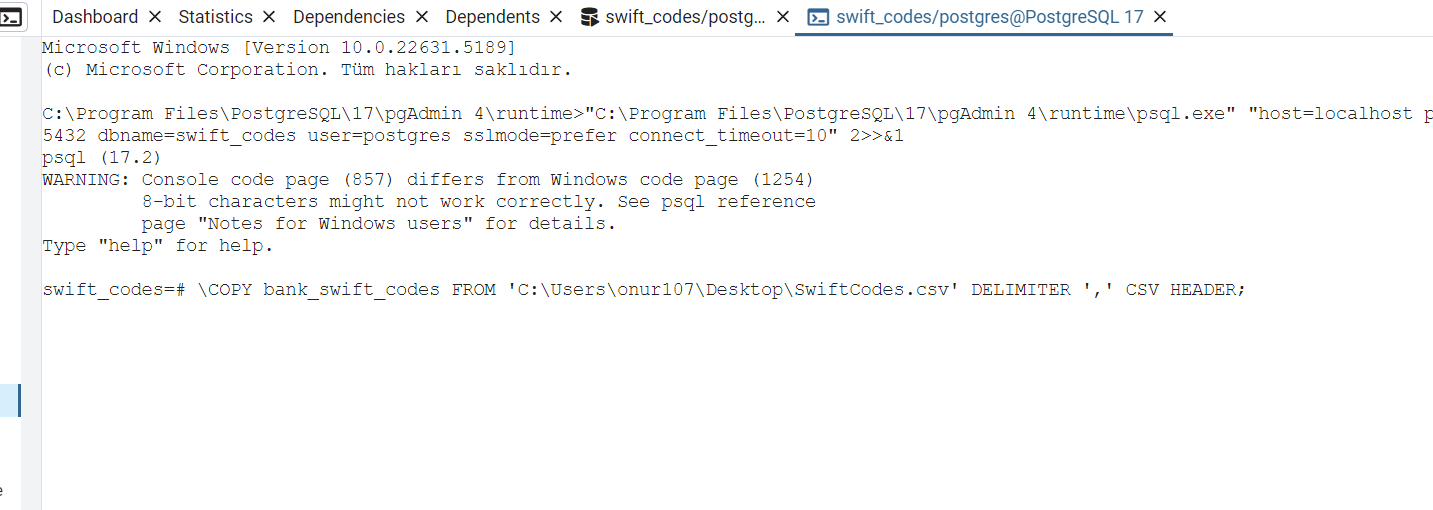 Dashboard Statistics Dependencies Dependents swift_codes/postg... swift_codes/postgres@PostgreSQL 17
Microsoft Windows [Version 10.0.22631.5189]
(c) Microsoft Corporation. Tüm hakları saklıdır.
C:\Program Files\PostgreSQL\17\pgAdmin 4\runtime>"C:\Program Files\PostgreSQL\17\pgAdmin 4\runtime\psql.exe" "host=localhost p
5432 dbname=swift_codes user=postgres sslmode=prefer connect_timeout=10" 2>>&1
psql (17.2)
WARNING: Console code page (857) differs from Windows code page (1254)
8-bit characters might not work correctly. See psql reference
page "Notes for Windows users" for details.
Type "help" for help.
swift_codes=# \COPY bank_swift_codes FROM 'C:\Users\onur107\Desktop\SwiftCodes.csv' DELIMITER ',' CSV HEADER;
e